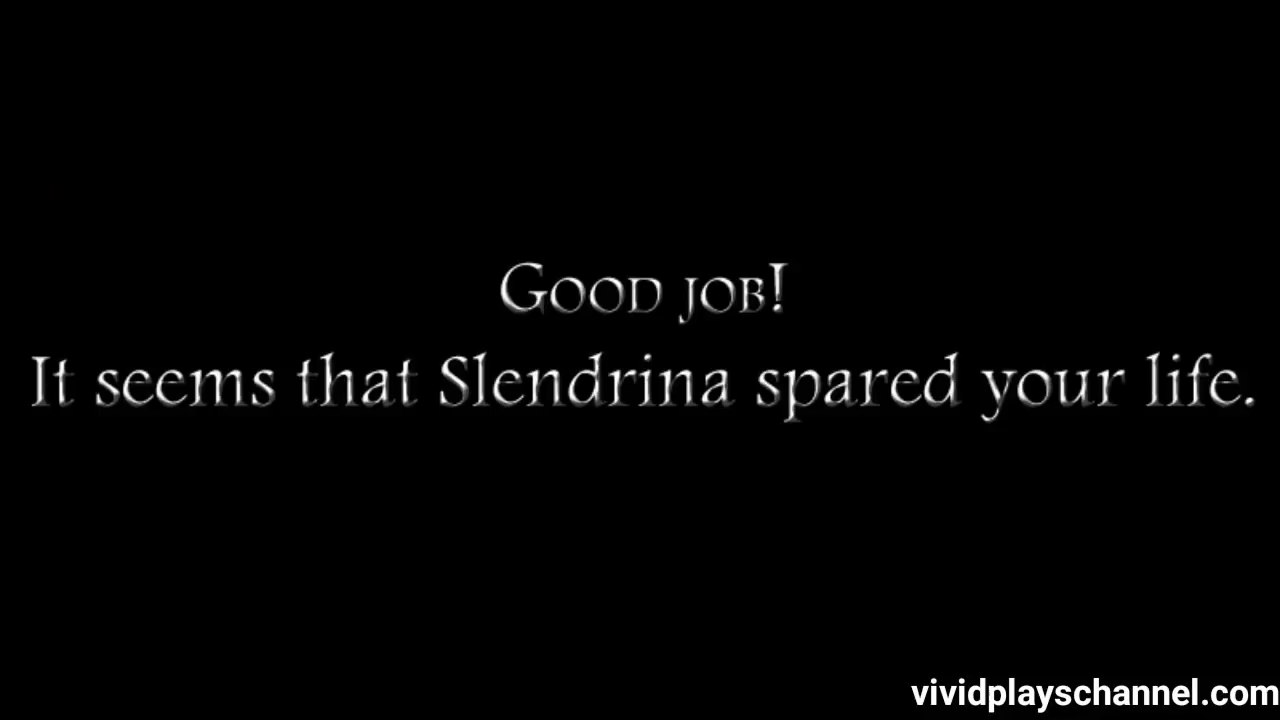 Good job!
It seems that Slendrina spared your life.
vividplayschannel.com